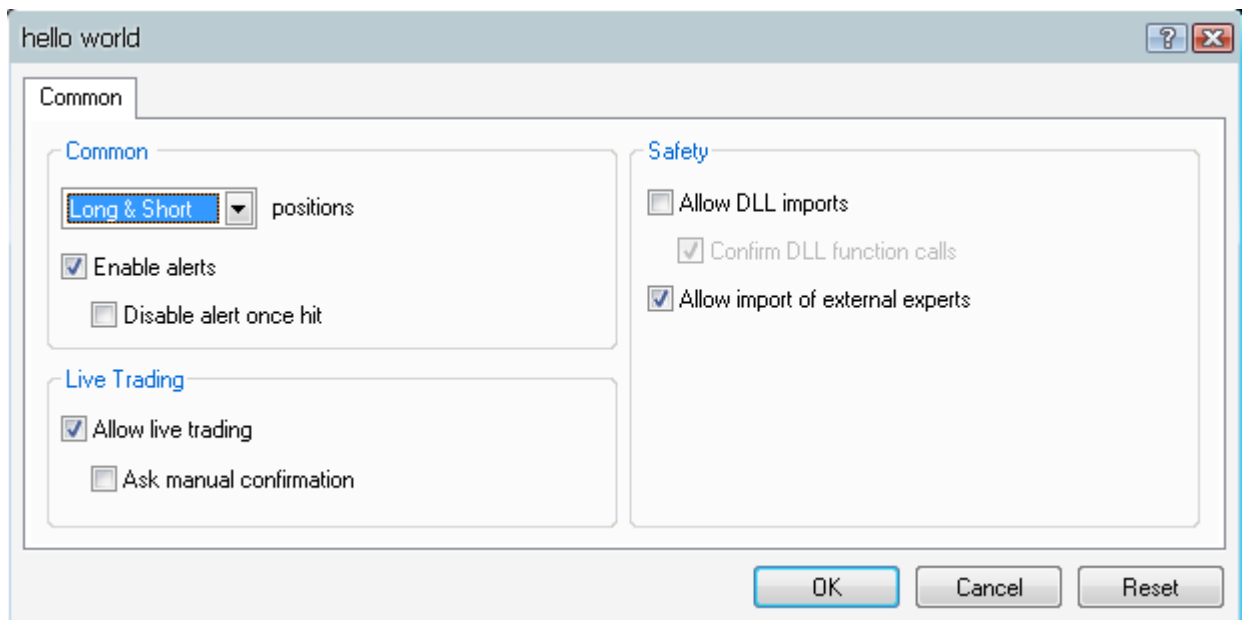 hello world
Common
Common
Long & Short positions
Enable alerts
Disable alert once hit
Live Trading
Allow live trading
Ask manual confirmation
Safety
Allow DLL imports
Confirm DLL function calls
Allow import of external experts
OK Cancel Reset